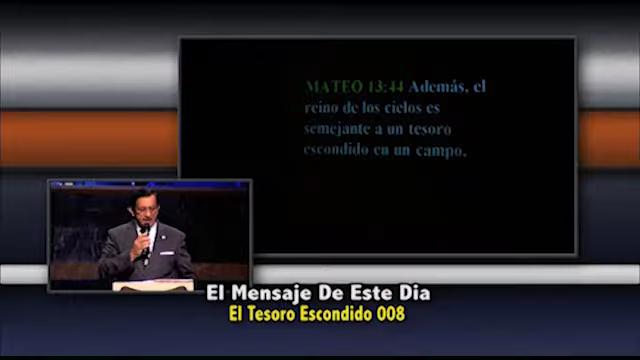 MATEO 13:44 Además, el
reino de los cielos es
semejante a un tesoro
escondido en un campo,
El Mensaje De Este Dia
El Tesoro Escondido 008